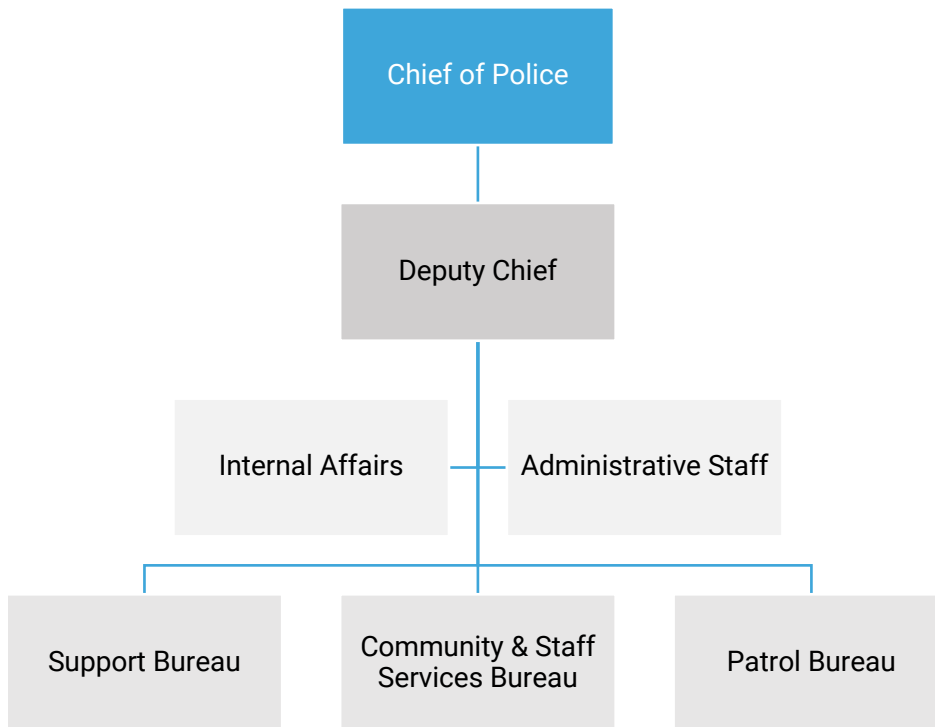 Chief of Police
Deputy Chief
Internal Affairs
Administrative Staff
Support Bureau
Community & Staff
Services Bureau
Patrol Bureau